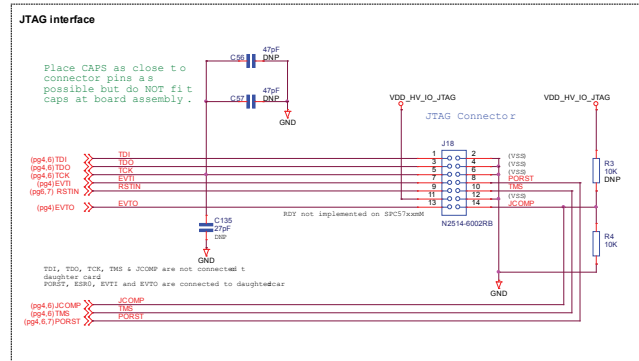 JTAG interface
Place CAPS as close to
connector pins as
possible but do NOT fit
caps at board assembly.
C56
47pF
DNP
C57
47pF
DNP
GND
VDD_HV_IO_JTAG
VDD_HV_IO_JTAG
JTAG Connector
J18
(pg4,6)TDI TDI 1 2 (VSS)
(pg4,6)TDO TDO 3 4 (VSS)
(pg4,6)TCK TCK 5 6 (VSS)
(pg4)EVTI EVTI 7 8 PORST
(pg6,7) RSTIN RSTIN 9 10 TMS
11 12 (VSS)
(pg4)EVTO EVTO 13 14 JCOMP
RDY not implemented on SPC57xxmM
N2514-6002RB
R3
10K
DNP
R4
10K
C135
27pF
DNP
GND
GND
GND
TDI, TDO, TCK, TMS & JCOMP are not connected t
daughter card
PORST, ESR0, EVTI and EVTO are connected to daughtercar
(pg4,6)JCOMP JCOMP
(pg4,6)TMS TMS
(pg4,6,7)PORST PORST